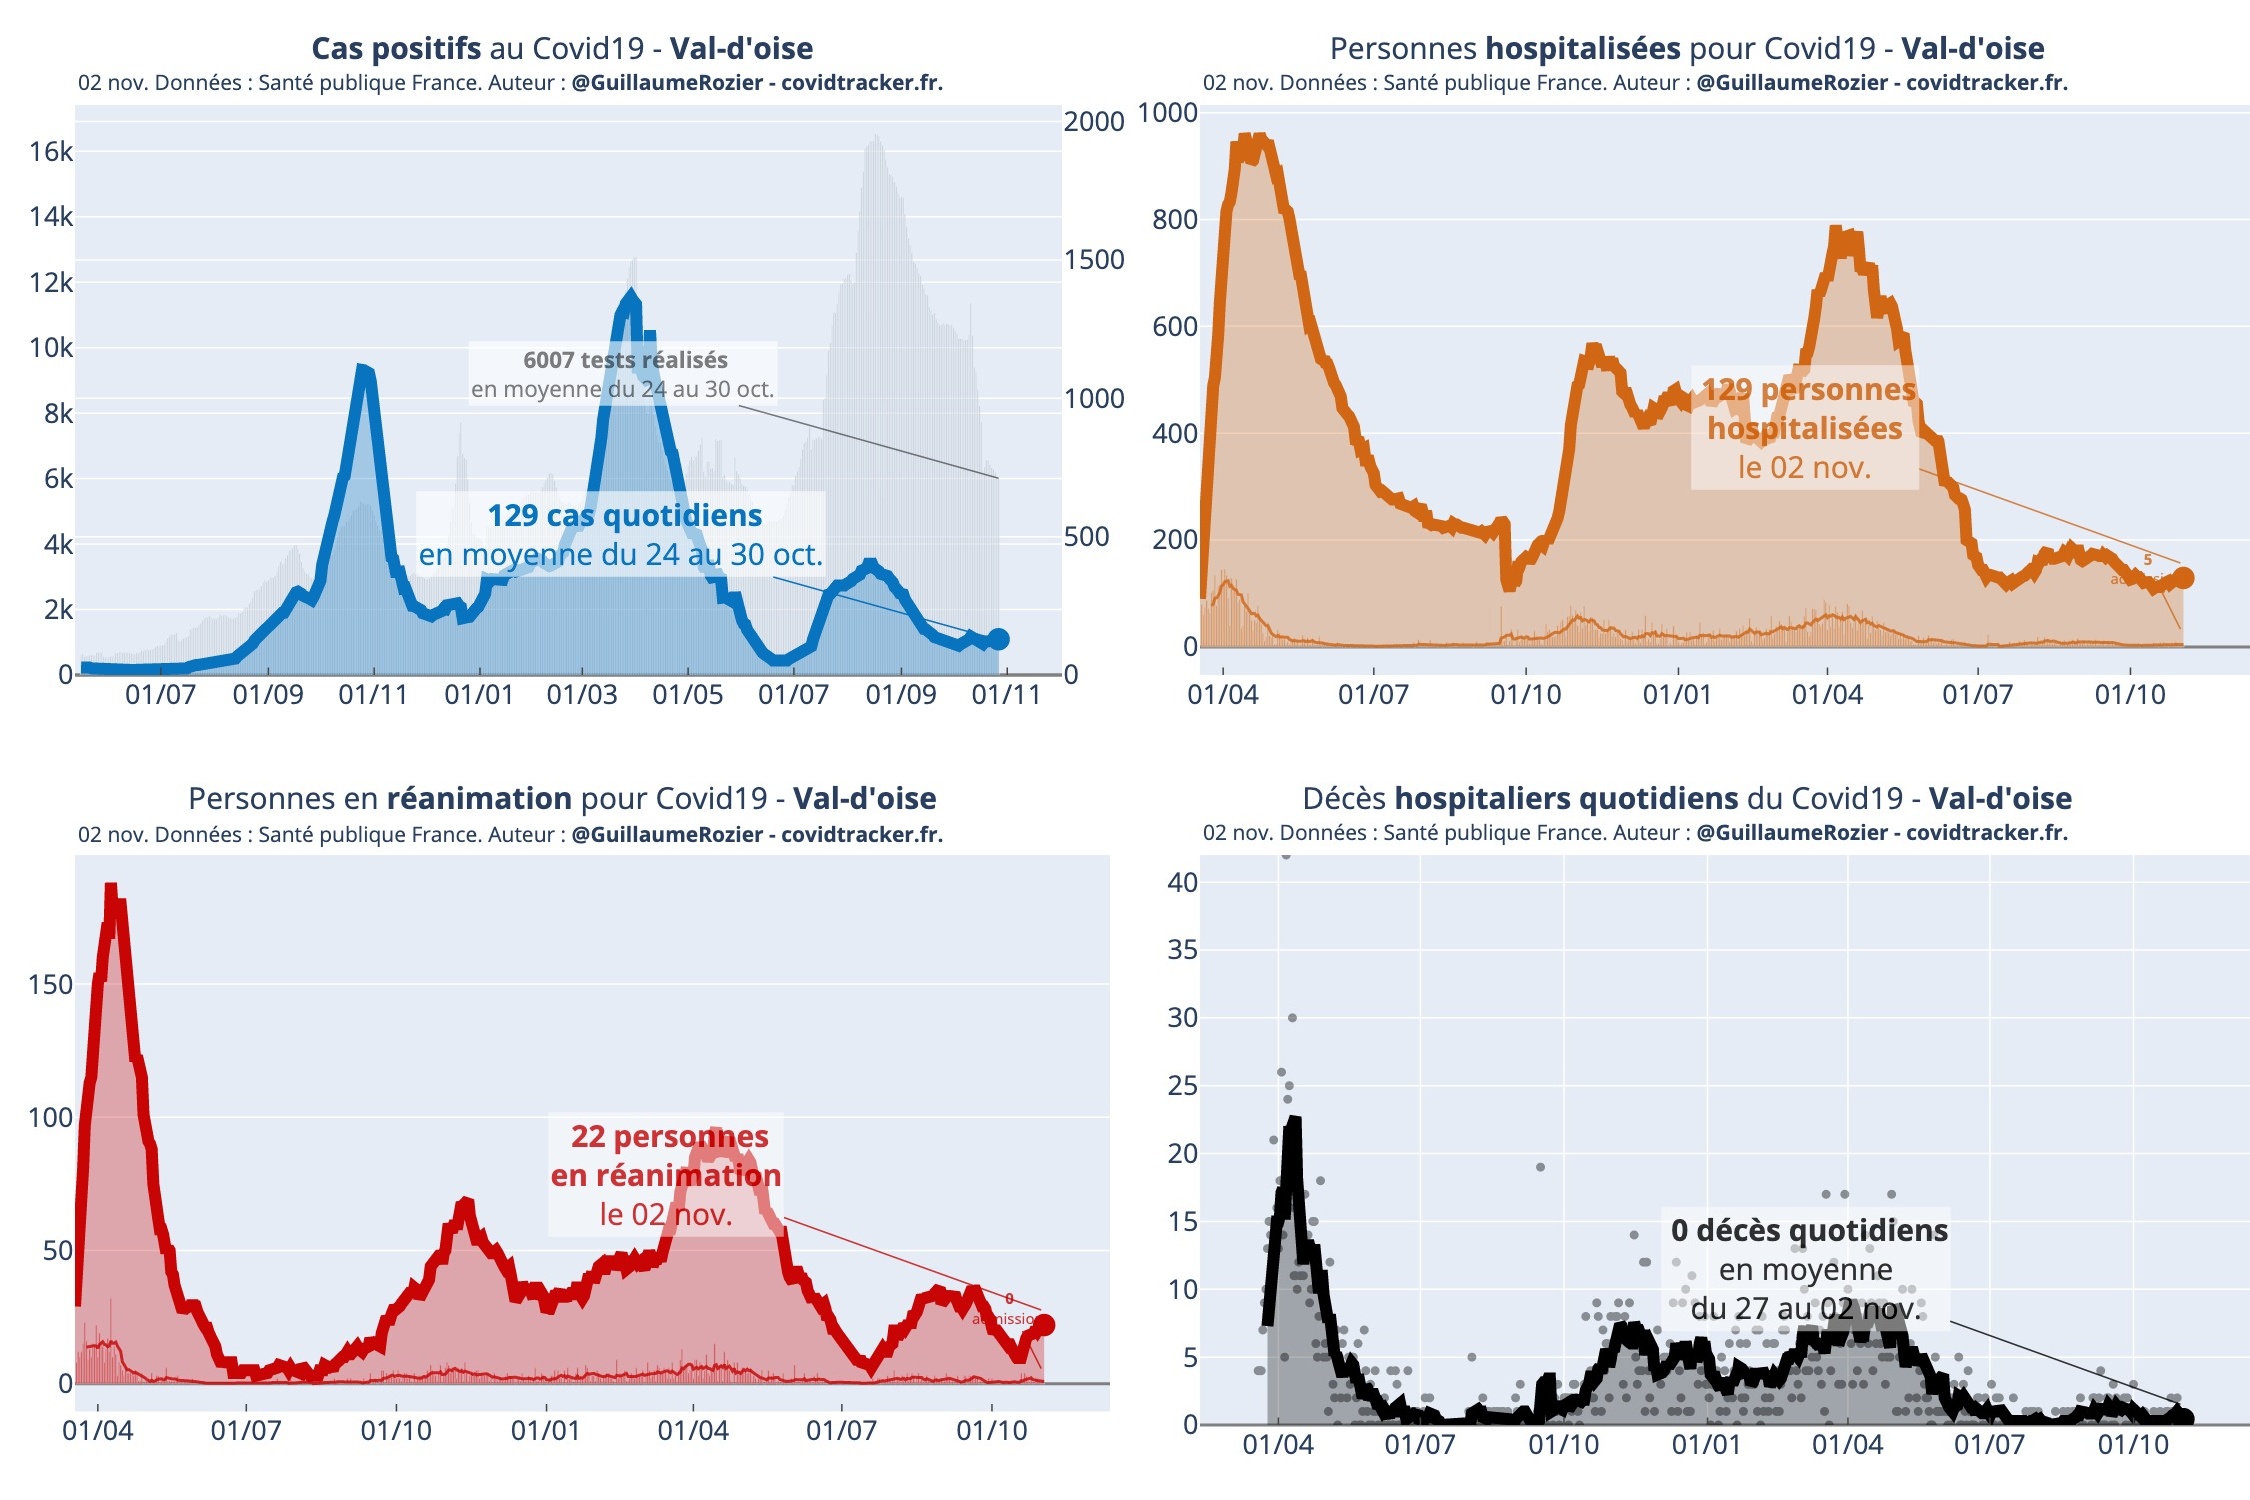 Cas positifs au Covid19 - Val-d'oise
02 nov. Données : Santé publique France. Auteur : @GuillaumeRozier - covidtracker.fr.
16k
14k
12k
10k
8k
6k
4k
2k
0
2000
1500
1000
500
0
6007 tests réalisés
en moyenne du 24 au 30 oct.
129 cas quotidiens
en moyenne du 24 au 30 oct.
01/07 01/09 01/11 01/01 01/03 01/05 01/07 01/09 01/11
Personnes hospitalisées pour Covid19 - Val-d'oise
02 nov. Données : Santé publique France. Auteur : @GuillaumeRozier - covidtracker.fr.
1000
800
600
400
200
0
129 personnes
hospitalisées
le 02 nov.
5
01/04 01/07 01/10 01/01 01/04 01/07 01/10
Personnes en réanimation pour Covid19 - Val-d'oise
02 nov. Données : Santé publique France. Auteur : @GuillaumeRozier - covidtracker.fr.
150
100
50
0
22 personnes
en réanimation
le 02 nov.
0
01/04 01/07 01/10 01/01 01/04 01/07 01/10
Décès hospitaliers quotidiens du Covid19 - Val-d'oise
02 nov. Données : Santé publique France. Auteur : @GuillaumeRozier - covidtracker.fr.
40
35
30
25
20
15
10
5
0
0 décès quotidiens
en moyenne
du 27 au 02 nov.
01/04 01/07 01/10 01/01 01/04 01/07 01/10